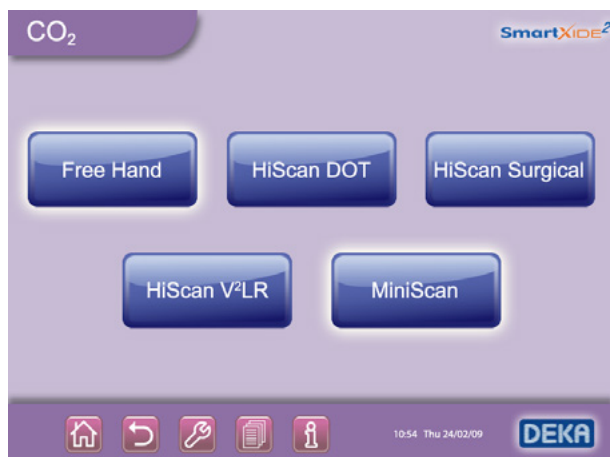 CO₂
SmartXIDE²
Free Hand
HiScan DOT
HiScan Surgical
HiScan V²LR
MiniScan
10:54 Thu 24/02/09
DEKA